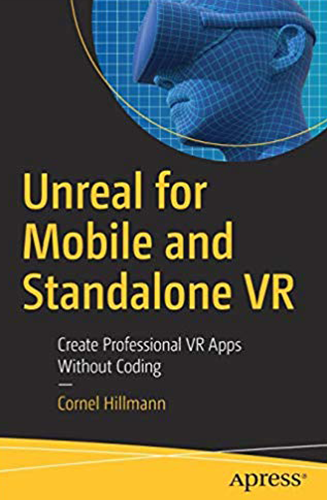 Unreal for
Mobile and
Standalone VR
Create Professional VR Apps
Without Coding
—
Cornel Hillmann
Apress®